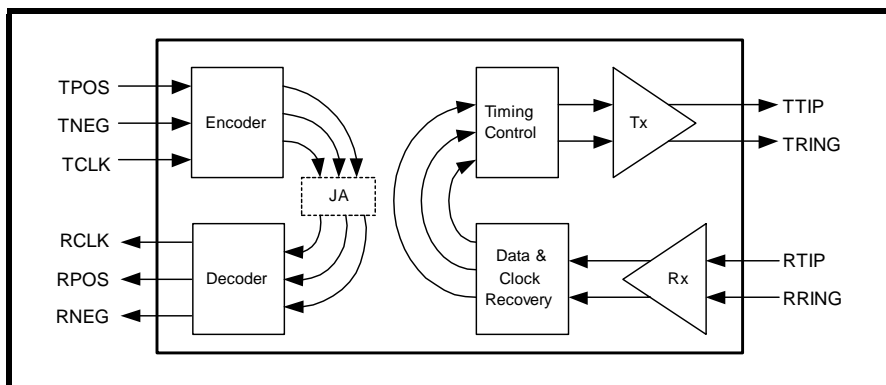 TPOS
TNEG
TCLK
Encoder
JA
Timing
Control
Tx
TTIP
TRING
RCLK
RPOS
RNEG
Decoder
Data &
Clock
Recovery
Rx
RTIP
RRING